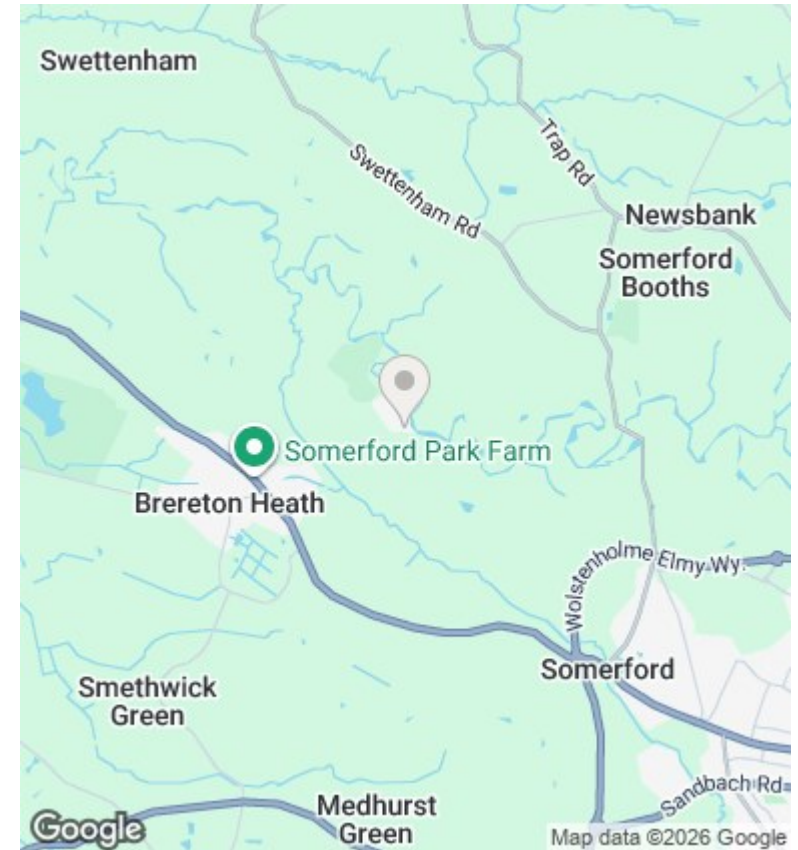 Swettenham
Swettenham Rd
Trap Rd
Newsbank
Somerford
Booths
Somerford Park Farm
Brereton Heath
Wolstenholme Elmy Wy.
Somerford
Smethwick
Green
Sandbach Rd
Medhurst
Green
Google
Map data ©2026 Google